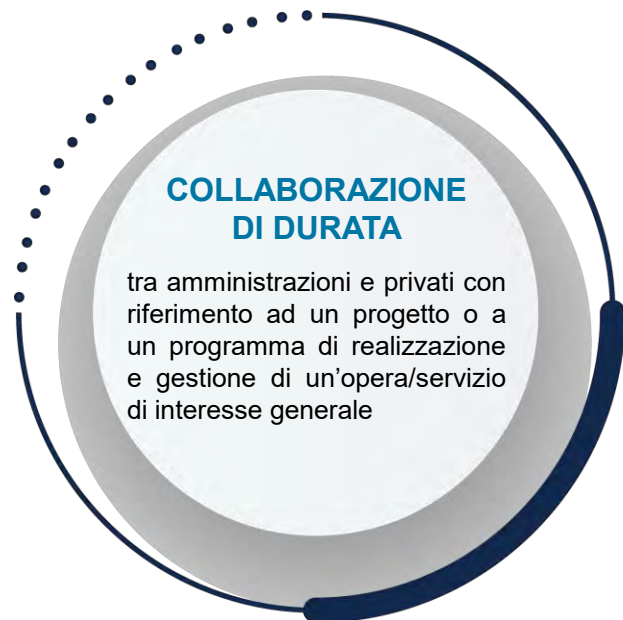 COLLABORAZIONE
DI DURATA
tra amministrazioni e privati con
riferimento ad un progetto o a
un programma di realizzazione
e gestione di un’opera/servizio
di interesse generale